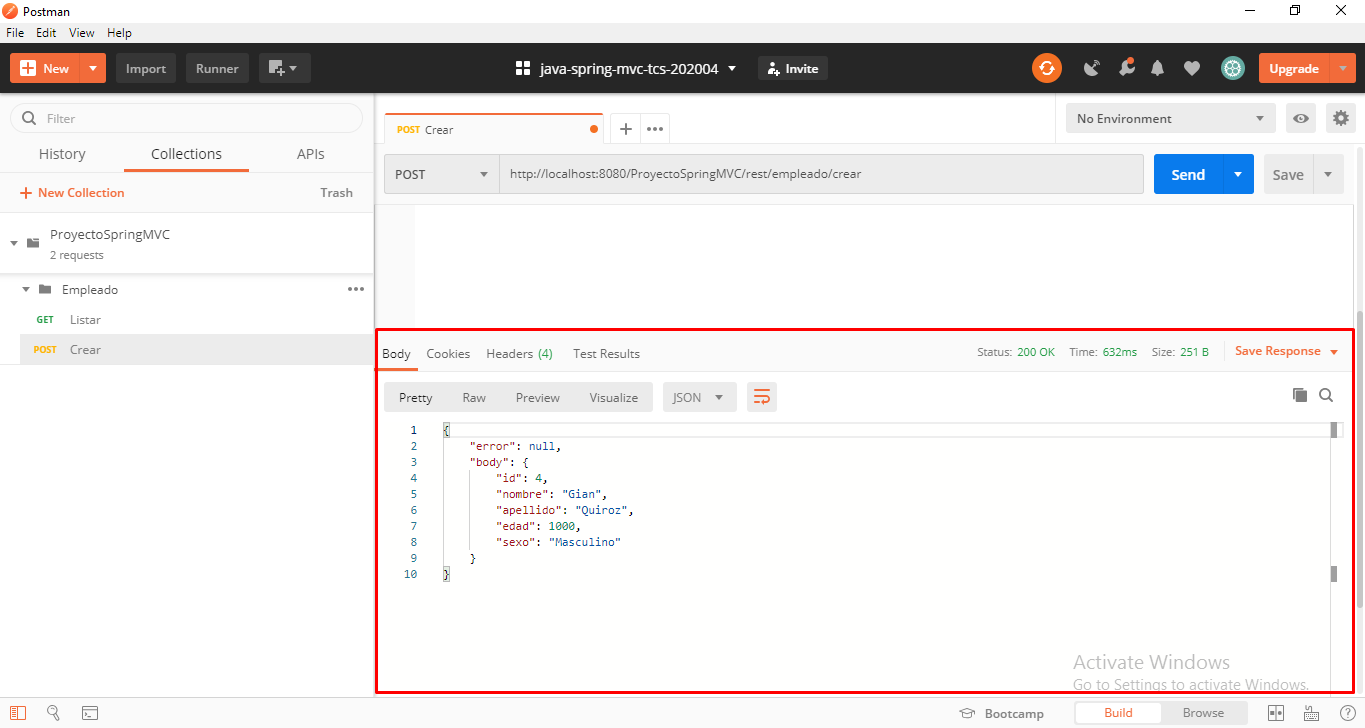 Postman
File Edit View Help
New Import Runner java-spring-mvc-tcs-202004 Invite Upgrade
Filter
History Collections APIs
New Collection Trash
ProyectoSpringMVC
2 requests
Empleado
GET Listar
POST Crear
POST Crear
No Environment
POST http://localhost:8080/ProyectoSpringMVC/rest/empleado/crear Send Save
Body Cookies Headers (4) Test Results Status: 200 OK Time: 632ms Size: 251 B Save Response
Pretty Raw Preview Visualize JSON
1 {
2 "error": null,
3 "body": {
4 "id": 4,
5 "nombre": "Gian",
6 "apellido": "Quiroz",
7 "edad": 1000,
8 "sexo": "Masculino"
9 }
10 }
Activate Windows
Go to Settings to activate Windows.
Bootcamp Build Browse